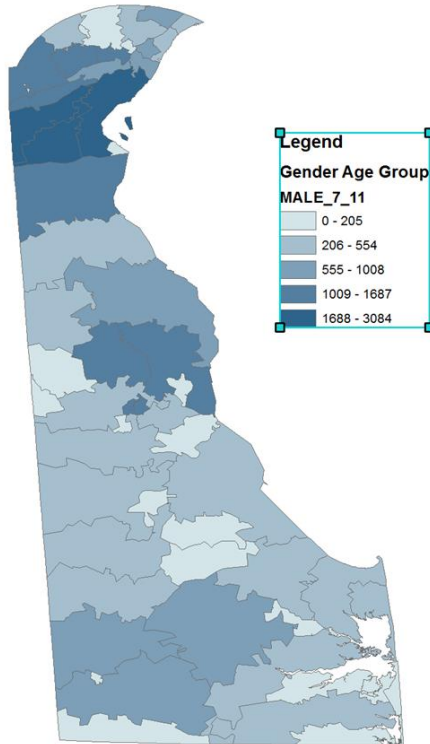 Legend
Gender Age Group
MALE_7_11
0 - 205
206 - 554
555 - 1008
1009 - 1687
1688 - 3084